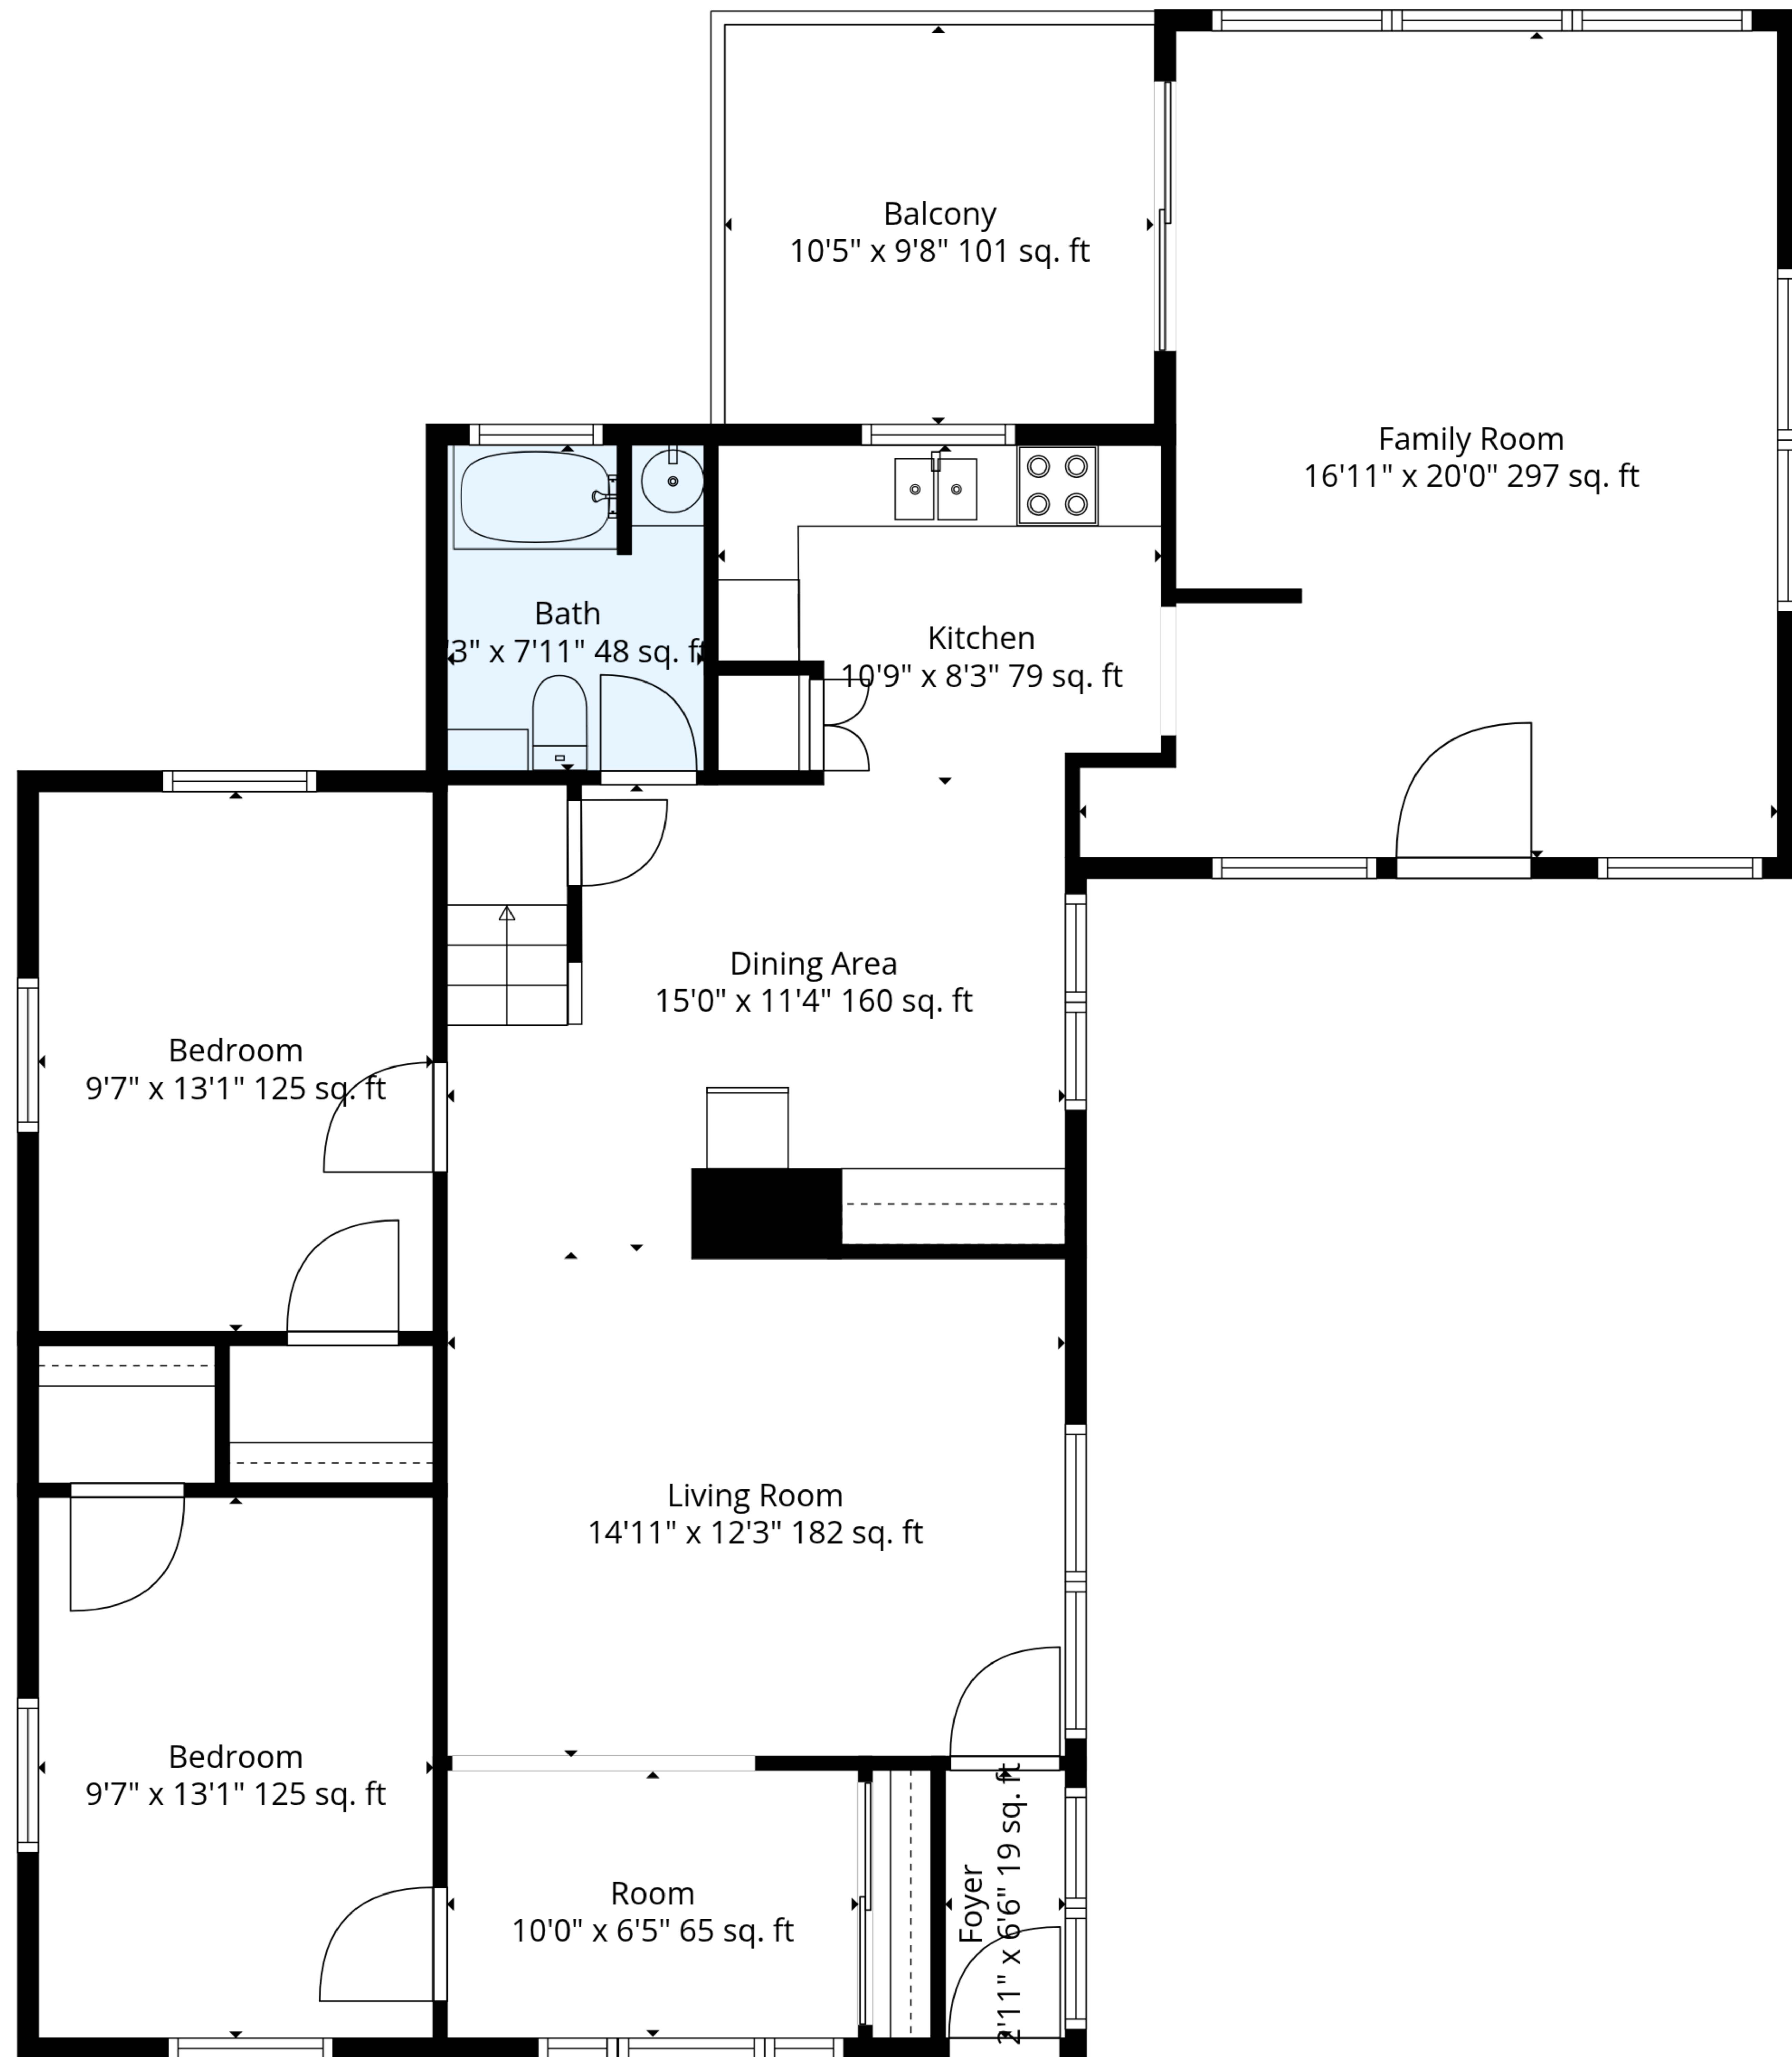 Balcony
10'5" x 9'8" 101 sq. ft
Family Room
16'11" x 20'0" 297 sq. ft
Bath
'3" x 7'11" 48 sq. ft
Kitchen
10'9" x 8'3" 79 sq. ft
Dining Area
15'0" x 11'4" 160 sq. ft
Bedroom
9'7" x 13'1" 125 sq. ft
Living Room
14'11" x 12'3" 182 sq. ft
Bedroom
9'7" x 13'1" 125 sq. ft
Room
10'0" x 6'5" 65 sq. ft
Foyer
2'11" x 6'6" 19 sq. ft